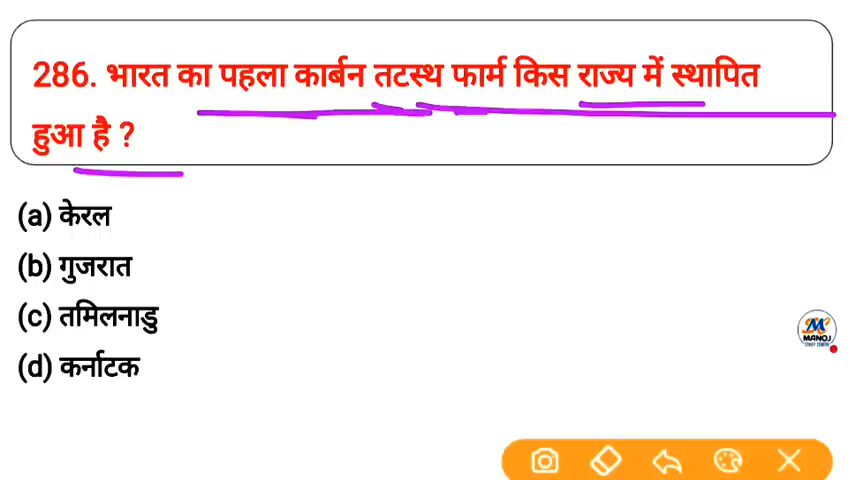 286. भारत का पहला कार्बन तटस्थ फार्म किस राज्य में स्थापित
हुआ है ?
(a) केरल
(b) गुजरात
(c) तमिलनाडु
(d) कर्नाटक
MANOJ